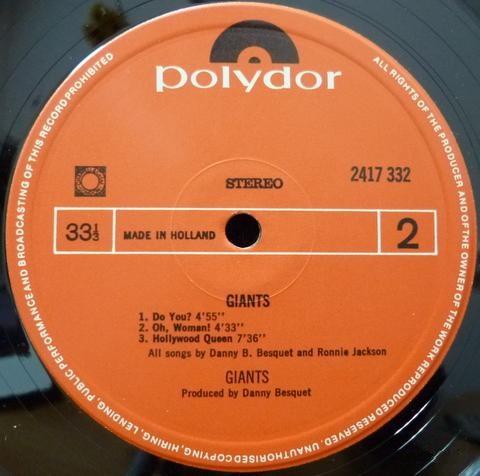 polydor
STEREO
2417 332
33⅓
MADE IN HOLLAND
2
GIANTS
1. Do You? 4'55''
2. Oh, Woman! 4'33''
3. Hollywood Queen 7'36''
All songs by Danny B. Besquet and Ronnie Jackson
GIANTS
Produced by Danny Besquet
ALL RIGHTS OF THE PRODUCER AND OF THE OWNER OF THE WORK REPRODUCED RESERVED. UNAUTHORISED COPYING, HIRING, LENDING, PUBLIC PERFORMANCE AND BROADCASTING OF THIS RECORD PROHIBITED